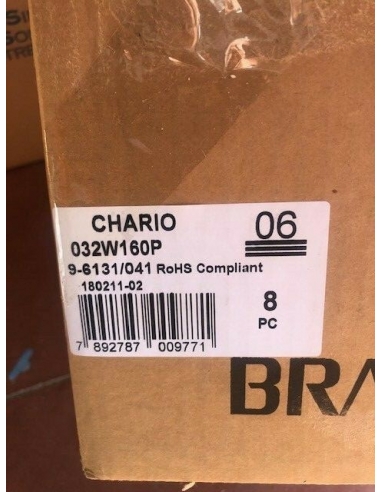 CHARIO
06
032W160P
9-6131/041 RoHS Compliant
180211-02
8
PC
7 892787 009771
BRA